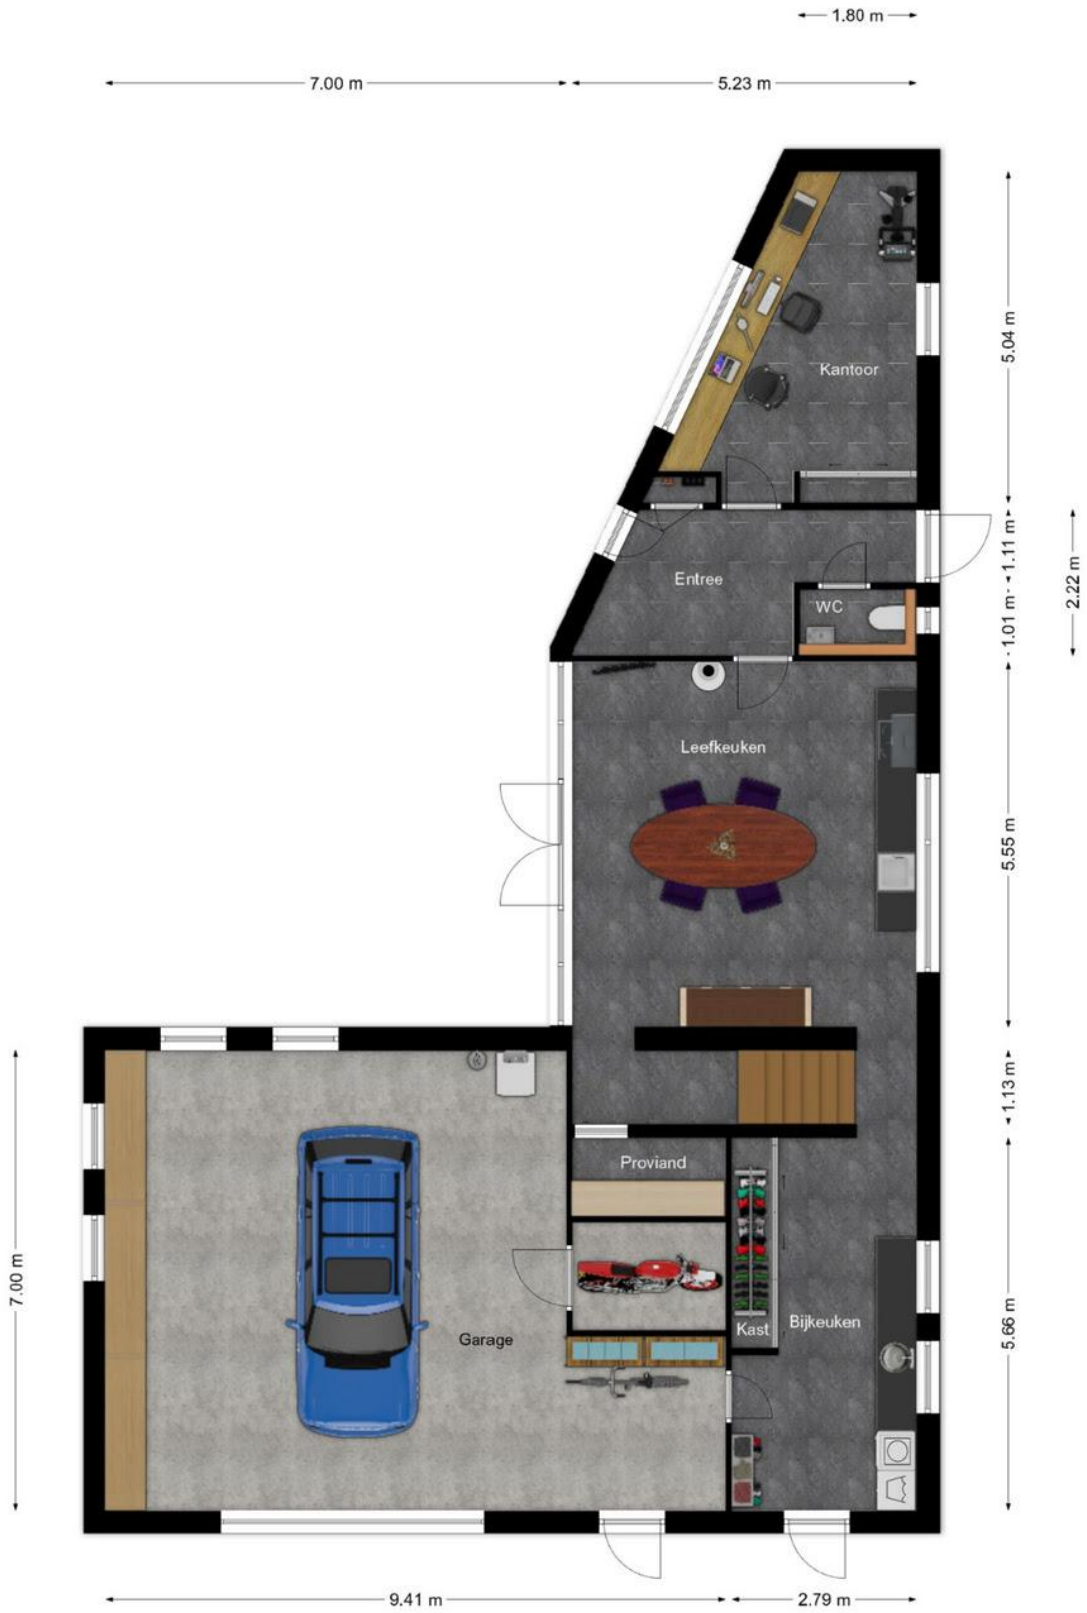 1.80 m
7.00 m
5.23 m
Kantoor
5.04 m
1.11 m
2.22 m
Entree
WC
1.01 m
Leefkeuken
5.55 m
1.13 m
Proviand
7.00 m
Garage
Kast
Bijkeuken
5.66 m
9.41 m
2.79 m